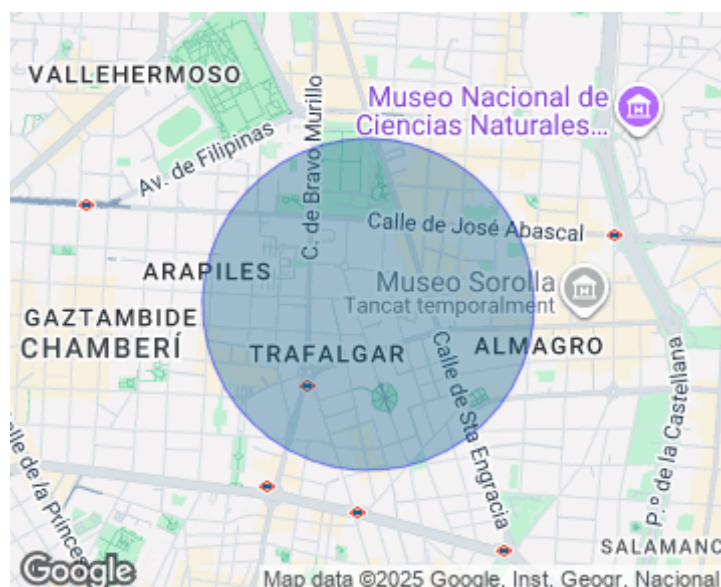 VALLEHERMOSO
Museo Nacional de
Ciencias Naturales...
Av. de Filipinas
C. de Bravo Murillo
Calle de José Abascal
ARAPILES
Museo Sorolla
Tancat temporalment
GAZTAMBIDE
CHAMBERÍ
TRAFALGAR
ALMAGRO
Calle de Sta Engracia
P.º de la Castellana
alle de la Princesa
SALAMANC
Google
Map data ©2025 Google, Inst. Geogr. Nacional